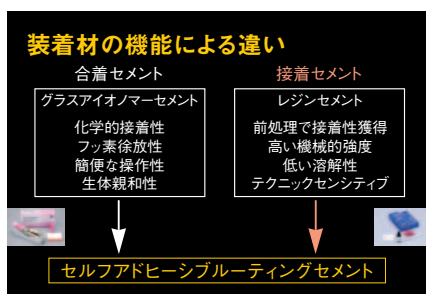 装着材の機能による違い
合着セメント
グラスアイオノマーセメント
化学的接着性
フッ素徐放性
簡便な操作性
生体親和性
接着セメント
レジンセメント
前処理で接着性獲得
高い機械的強度
低い溶解性
テクニックセンシティブ
セルフアドヒーシブルーティングセメント